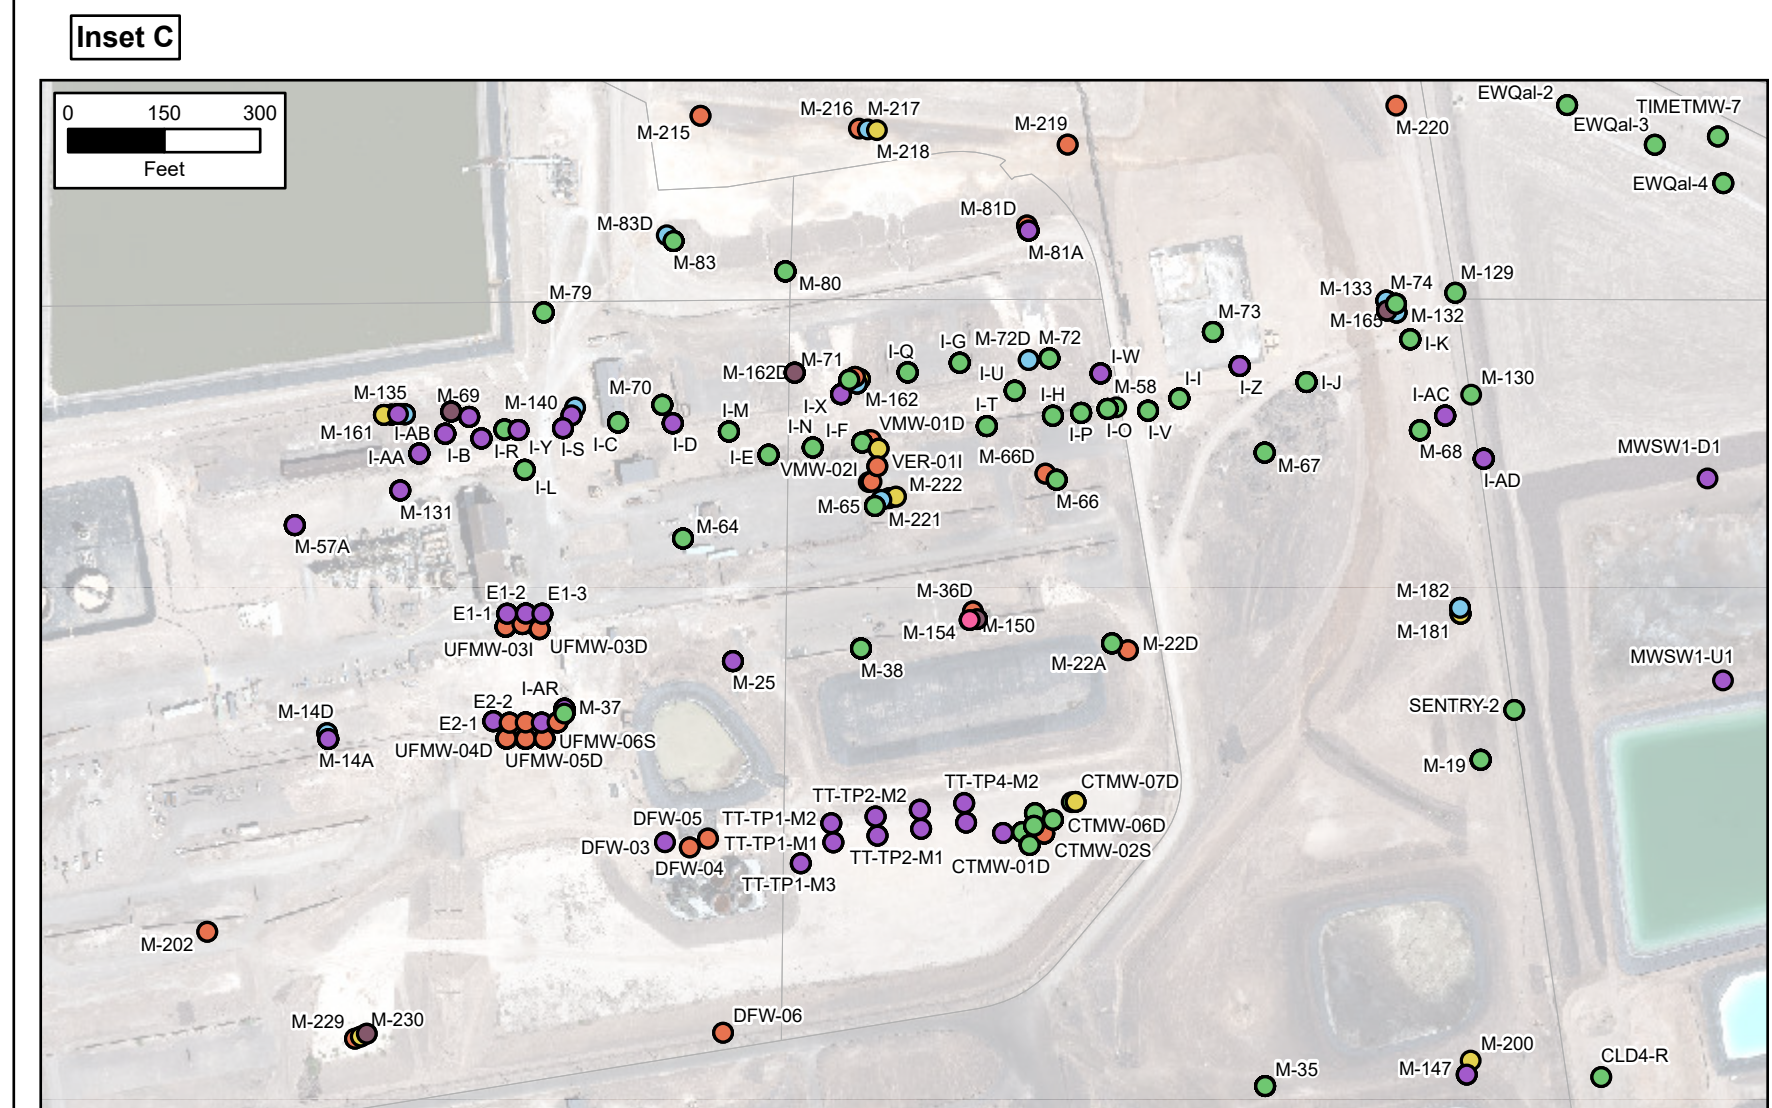 Inset C
0 150 300
Feet
M-215
M-216
M-217
M-218
M-219
M-220
EWQal-2
EWQal-3
TIMETMW-7
EWQal-4
M-83D
M-83
M-80
M-81D
M-81A
M-79
M-133
M-74
M-129
M-165
M-132
I-K
M-73
M-162D
M-71
I-Q
I-G
M-72D
M-72
I-W
I-U
M-58
I-I
I-Z
I-J
M-135
M-69
M-140
M-70
I-M
I-X
M-162
I-T
I-H
I-P
I-O
I-V
I-AC
M-130
M-161
I-AB
I-AA
I-B
I-R
I-Y
I-S
I-C
I-D
I-E
I-N
I-F
VMW-01D
VMW-02I
VER-01I
M-66D
M-66
M-67
M-68
I-AD
MWSW1-D1
I-L
M-131
M-57A
M-64
M-65
M-222
M-221
E1-2
E1-3
E1-1
UFMW-03I
UFMW-03D
M-36D
M-154
M-150
M-38
M-22A
M-22D
M-182
M-181
MWSW1-U1
M-25
I-AR
E2-2
E2-1
M-37
UFMW-04D
UFMW-06S
UFMW-05D
M-14D
M-14A
SENTRY-2
M-19
TT-TP4-M2
CTMW-07D
TT-TP2-M2
DFW-05
TT-TP1-M2
CTMW-06D
DFW-03
TT-TP1-M1
CTMW-02S
DFW-04
TT-TP2-M1
CTMW-01D
TT-TP1-M3
M-202
M-229
M-230
DFW-06
M-200
M-147
M-35
CLD4-R